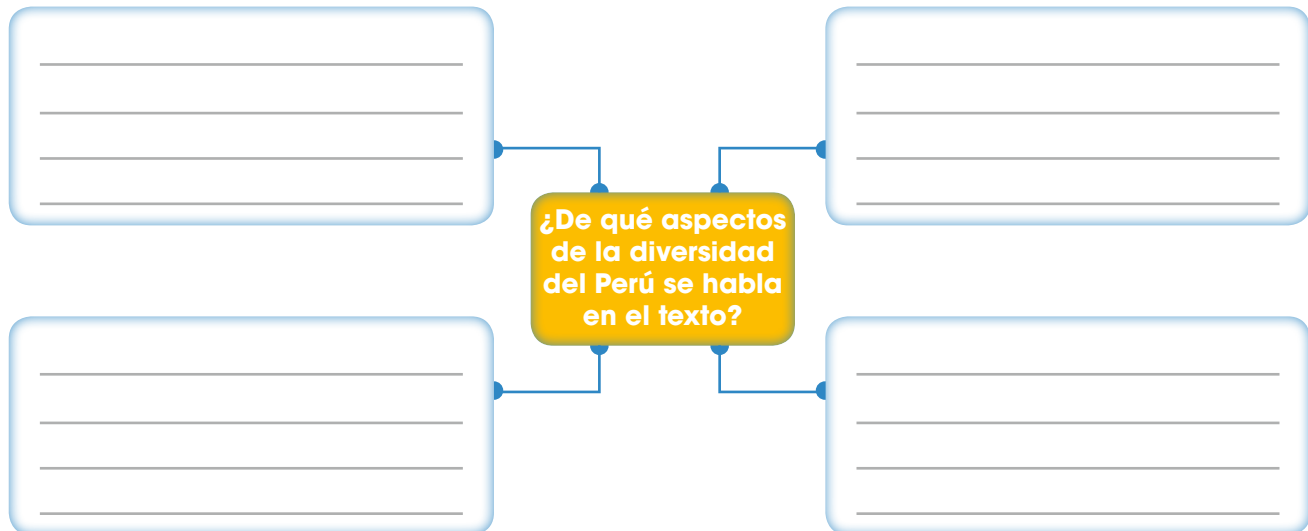 ¿De qué aspectos
de la diversidad
del Perú se habla
en el texto?